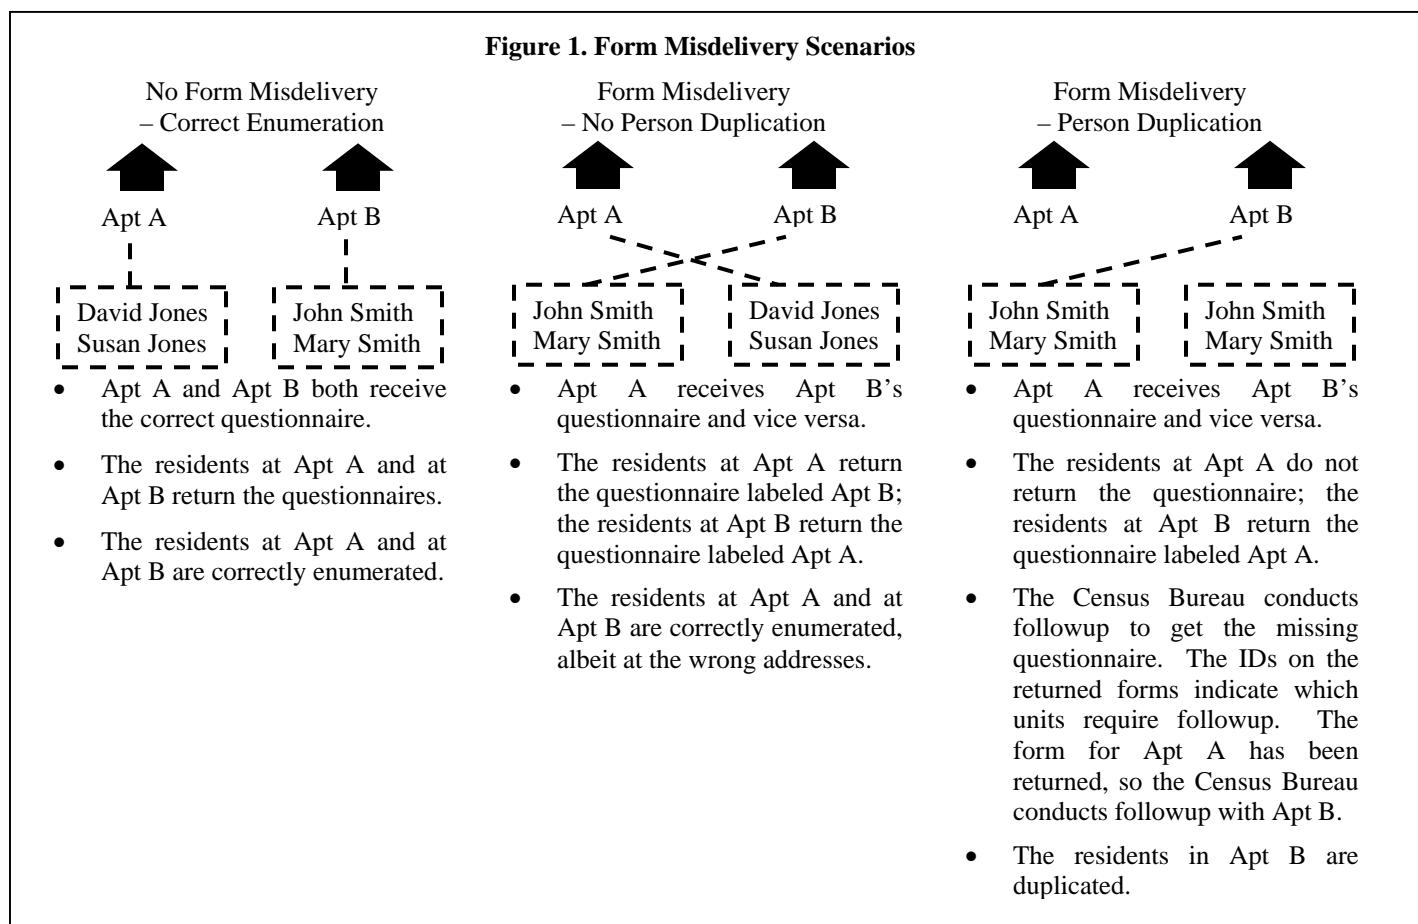 Figure 1. Form Misdelivery Scenarios
No Form Misdelivery
– Correct Enumeration
Apt A
Apt B
David Jones
Susan Jones
John Smith
Mary Smith
• Apt A and Apt B both receive
the correct questionnaire.
• The residents at Apt A and at
Apt B return the questionnaires.
• The residents at Apt A and at
Apt B are correctly enumerated.
Form Misdelivery
– No Person Duplication
Apt A
Apt B
John Smith
Mary Smith
David Jones
Susan Jones
• Apt A receives Apt B’s
questionnaire and vice versa.
• The residents at Apt A return
the questionnaire labeled Apt B;
the residents at Apt B return the
questionnaire labeled Apt A.
• The residents at Apt A and at
Apt B are correctly enumerated,
albeit at the wrong addresses.
Form Misdelivery
– Person Duplication
Apt A
Apt B
John Smith
Mary Smith
John Smith
Mary Smith
• Apt A receives Apt B’s
questionnaire and vice versa.
• The residents at Apt A do not
return the questionnaire; the
residents at Apt B return the
questionnaire labeled Apt A.
• The Census Bureau conducts
followup to get the missing
questionnaire. The IDs on the
returned forms indicate which
units require followup. The
form for Apt A has been
returned, so the Census Bureau
conducts followup with Apt B.
• The residents in Apt B are
duplicated.